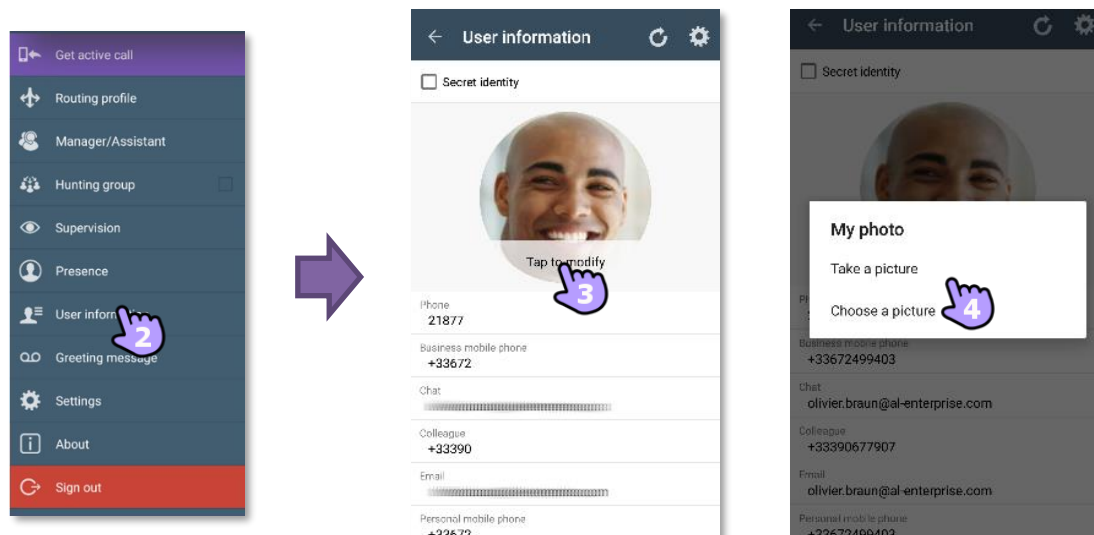 Get active call
Routing profile
Manager/Assistant
Hunting group
Supervision
Presence
User information
2
Greeting message
Settings
About
Sign out
User information
Secret identity
Tap to modify
3
Phone
21877
Business mobile phone
+33672
Chat
Colleague
+33390
Email
Personal mobile phone
+33672
User information
Secret identity
My photo
Take a picture
Choose a picture
4
Business mobile phone
+33672499403
Chat
olivier.braun@al-enterprise.com
Colleague
+33390677907
Email
olivier.braun@al-enterprise.com
Personal mobile phone
+33672499403